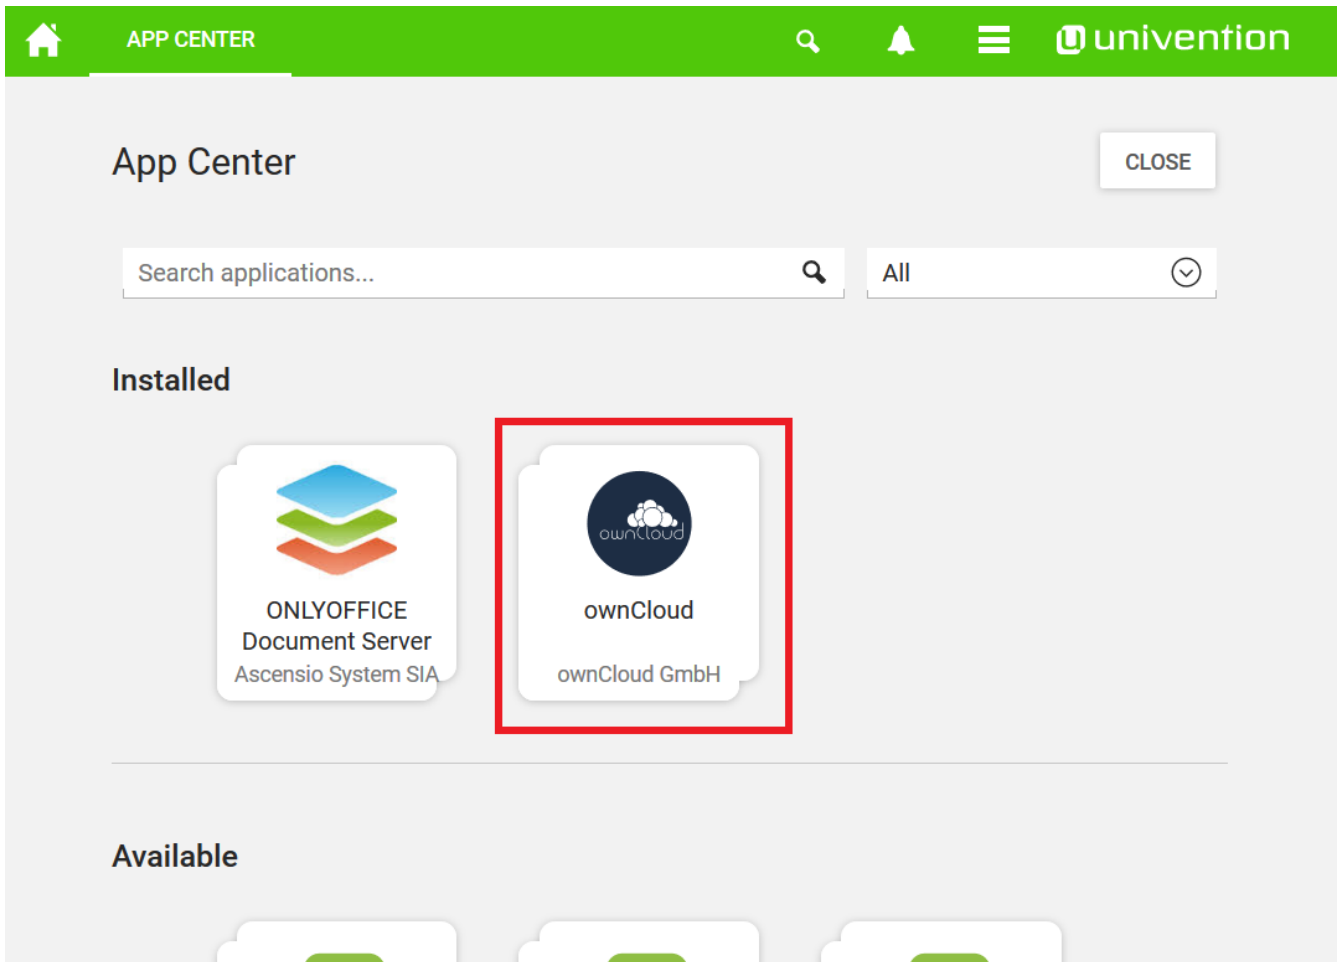 APP CENTER
univention
App Center
CLOSE
Search applications...
All
Installed
ownCloud
ONLYOFFICE
Document Server
Ascensio System SIA
ownCloud
ownCloud GmbH
Available